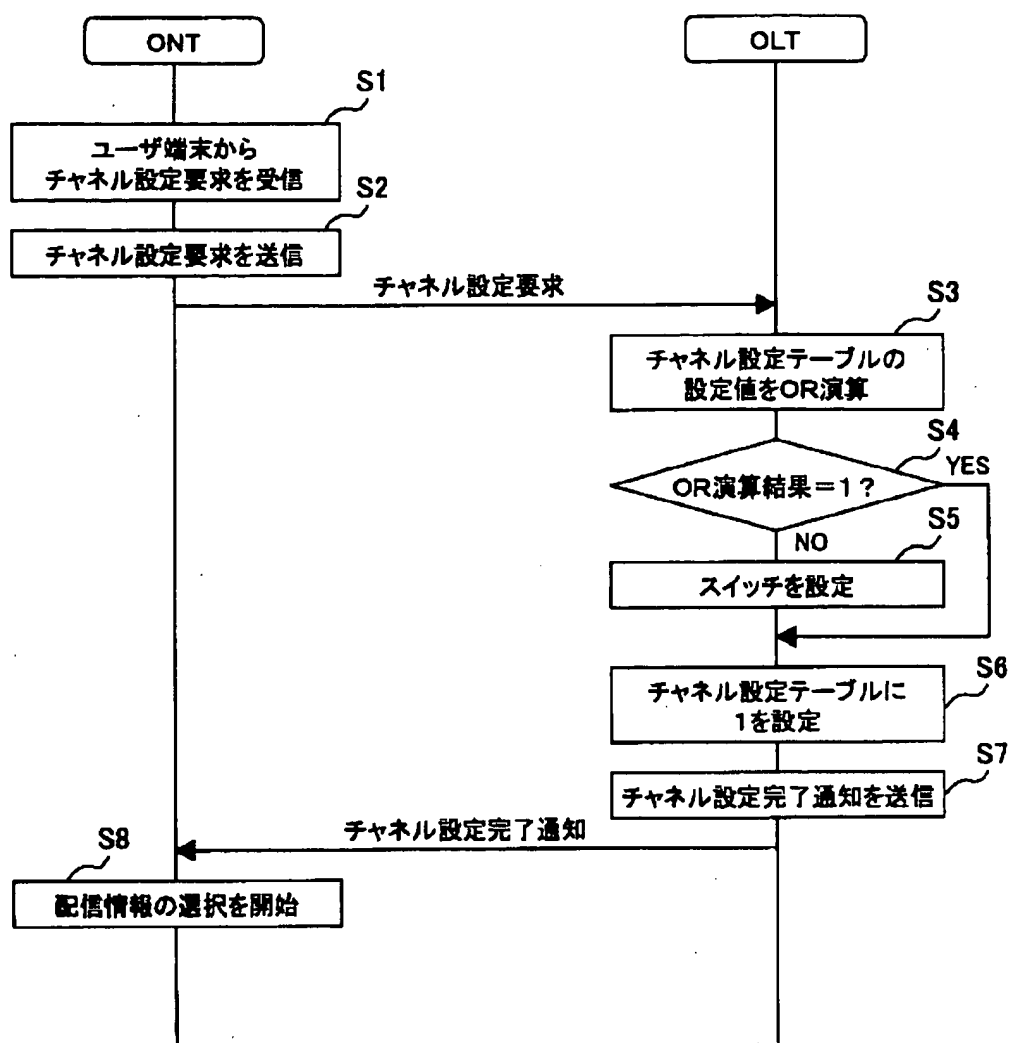 ONT
OLT
S1
ユーザ端末から
チャネル設定要求を受信
S2
チャネル設定要求を送信
チャネル設定要求
S3
チャネル設定テーブルの
設定値をOR演算
S4
OR演算結果=1?
YES
NO
S5
スイッチを設定
S6
チャネル設定テーブルに
1を設定
S7
チャネル設定完了通知を送信
チャネル設定完了通知
S8
配信情報の選択を開始